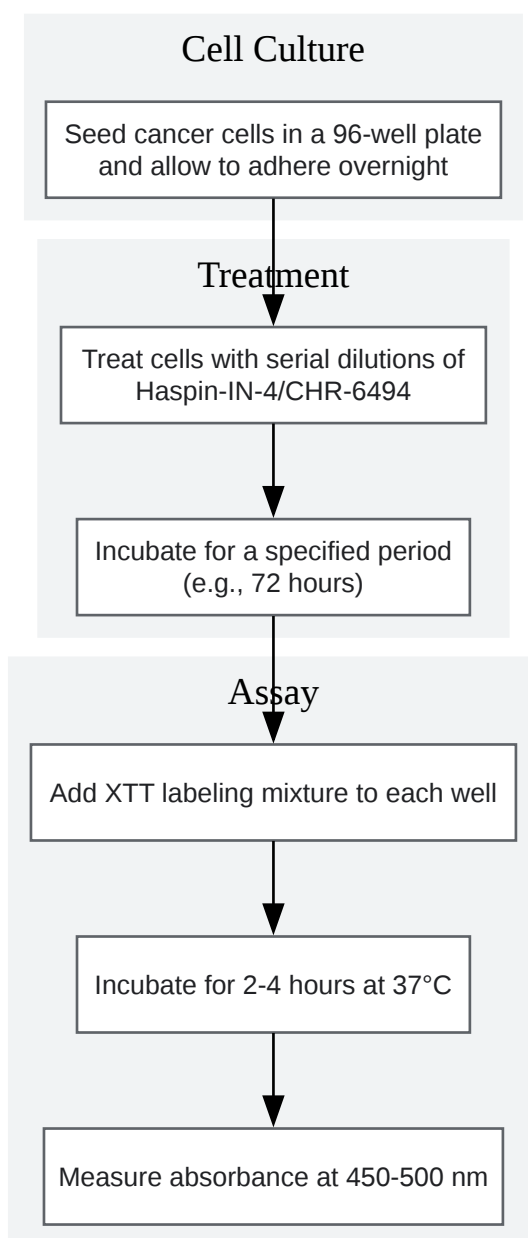 Cell Culture
Seed cancer cells in a 96-well plate
and allow to adhere overnight
Treatment
Treat cells with serial dilutions of
Haspin-IN-4/CHR-6494
Incubate for a specified period
(e.g., 72 hours)
Assay
Add XTT labeling mixture to each well
Incubate for 2-4 hours at 37°C
Measure absorbance at 450-500 nm